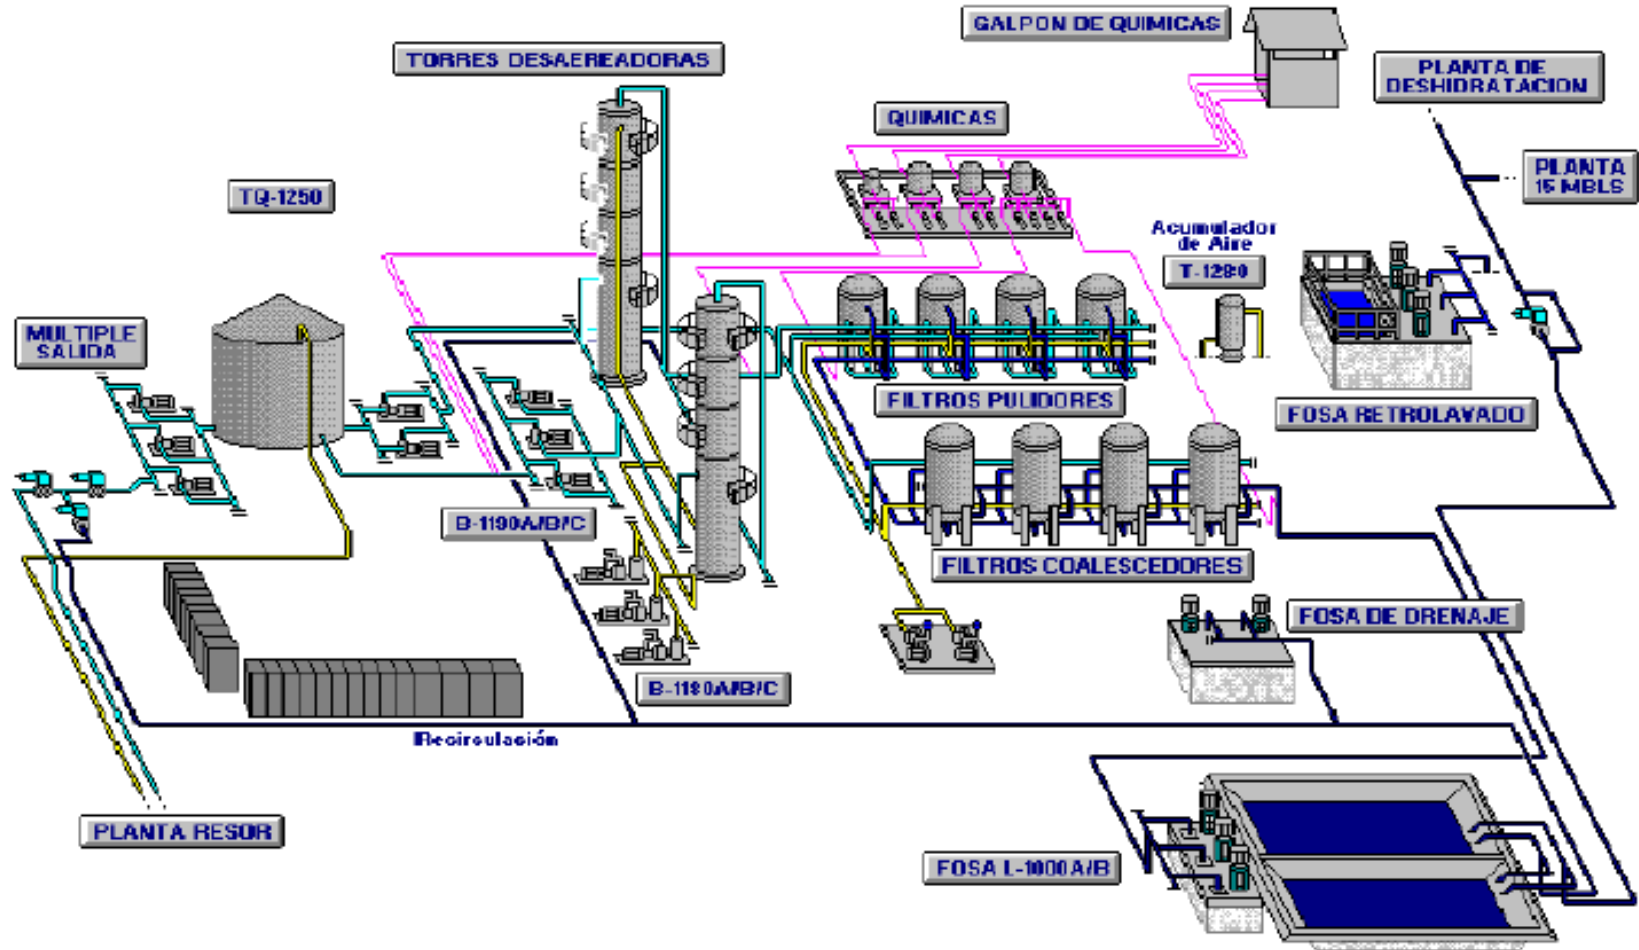 GALPON DE QUIMICAS
TORRES DESAEREADORAS
PLANTA DE
DESHIDRATACION
QUIMICAS
PLANTA
15 MBLS
TQ-1250
Acumulador
de Aire
T-1280
MULTIPLE
SALIDA
FILTROS PULIDORES
FOSA RETROLAVADO
B-1190A/B/C
FILTROS COALESCEDORES
FOSA DE DRENAJE
B-1180A/B/C
Recirculación
PLANTA RESOR
FOSA L-1000A/B